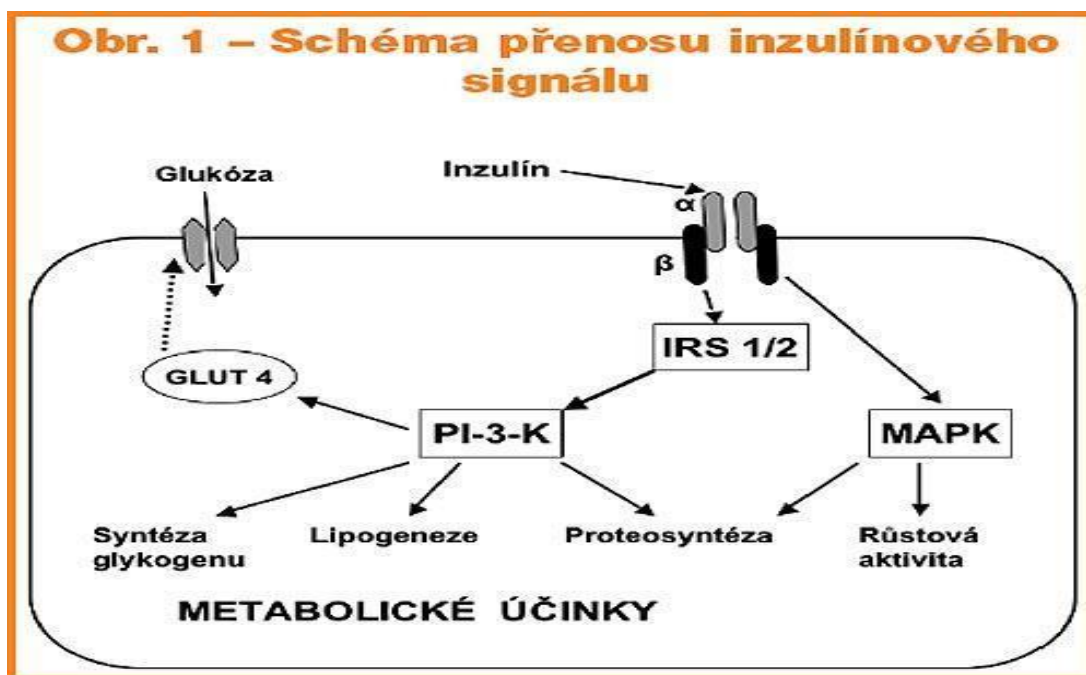 Obr. 1 – Schéma přenosu inzulínového
signálu
Glukóza
Inzulín
α
β
IRS 1/2
GLUT 4
PI-3-K
MAPK
Syntéza
glykogenu
Lipogeneze
Proteosyntéza
Růstová
aktivita
METABOLICKÉ ÚČINKY